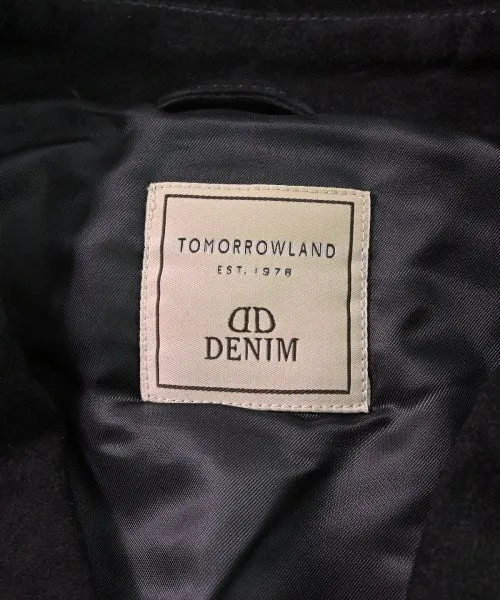 TOMORROWLAND
EST. 1978
DD
DENIM